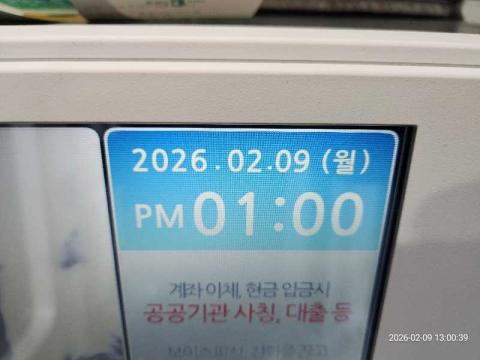 2026.02.09 (월)
PM 01:00
계좌 이체, 현금 입금시
공공기관 사칭, 대출 등
2026-02-09 13:00:39